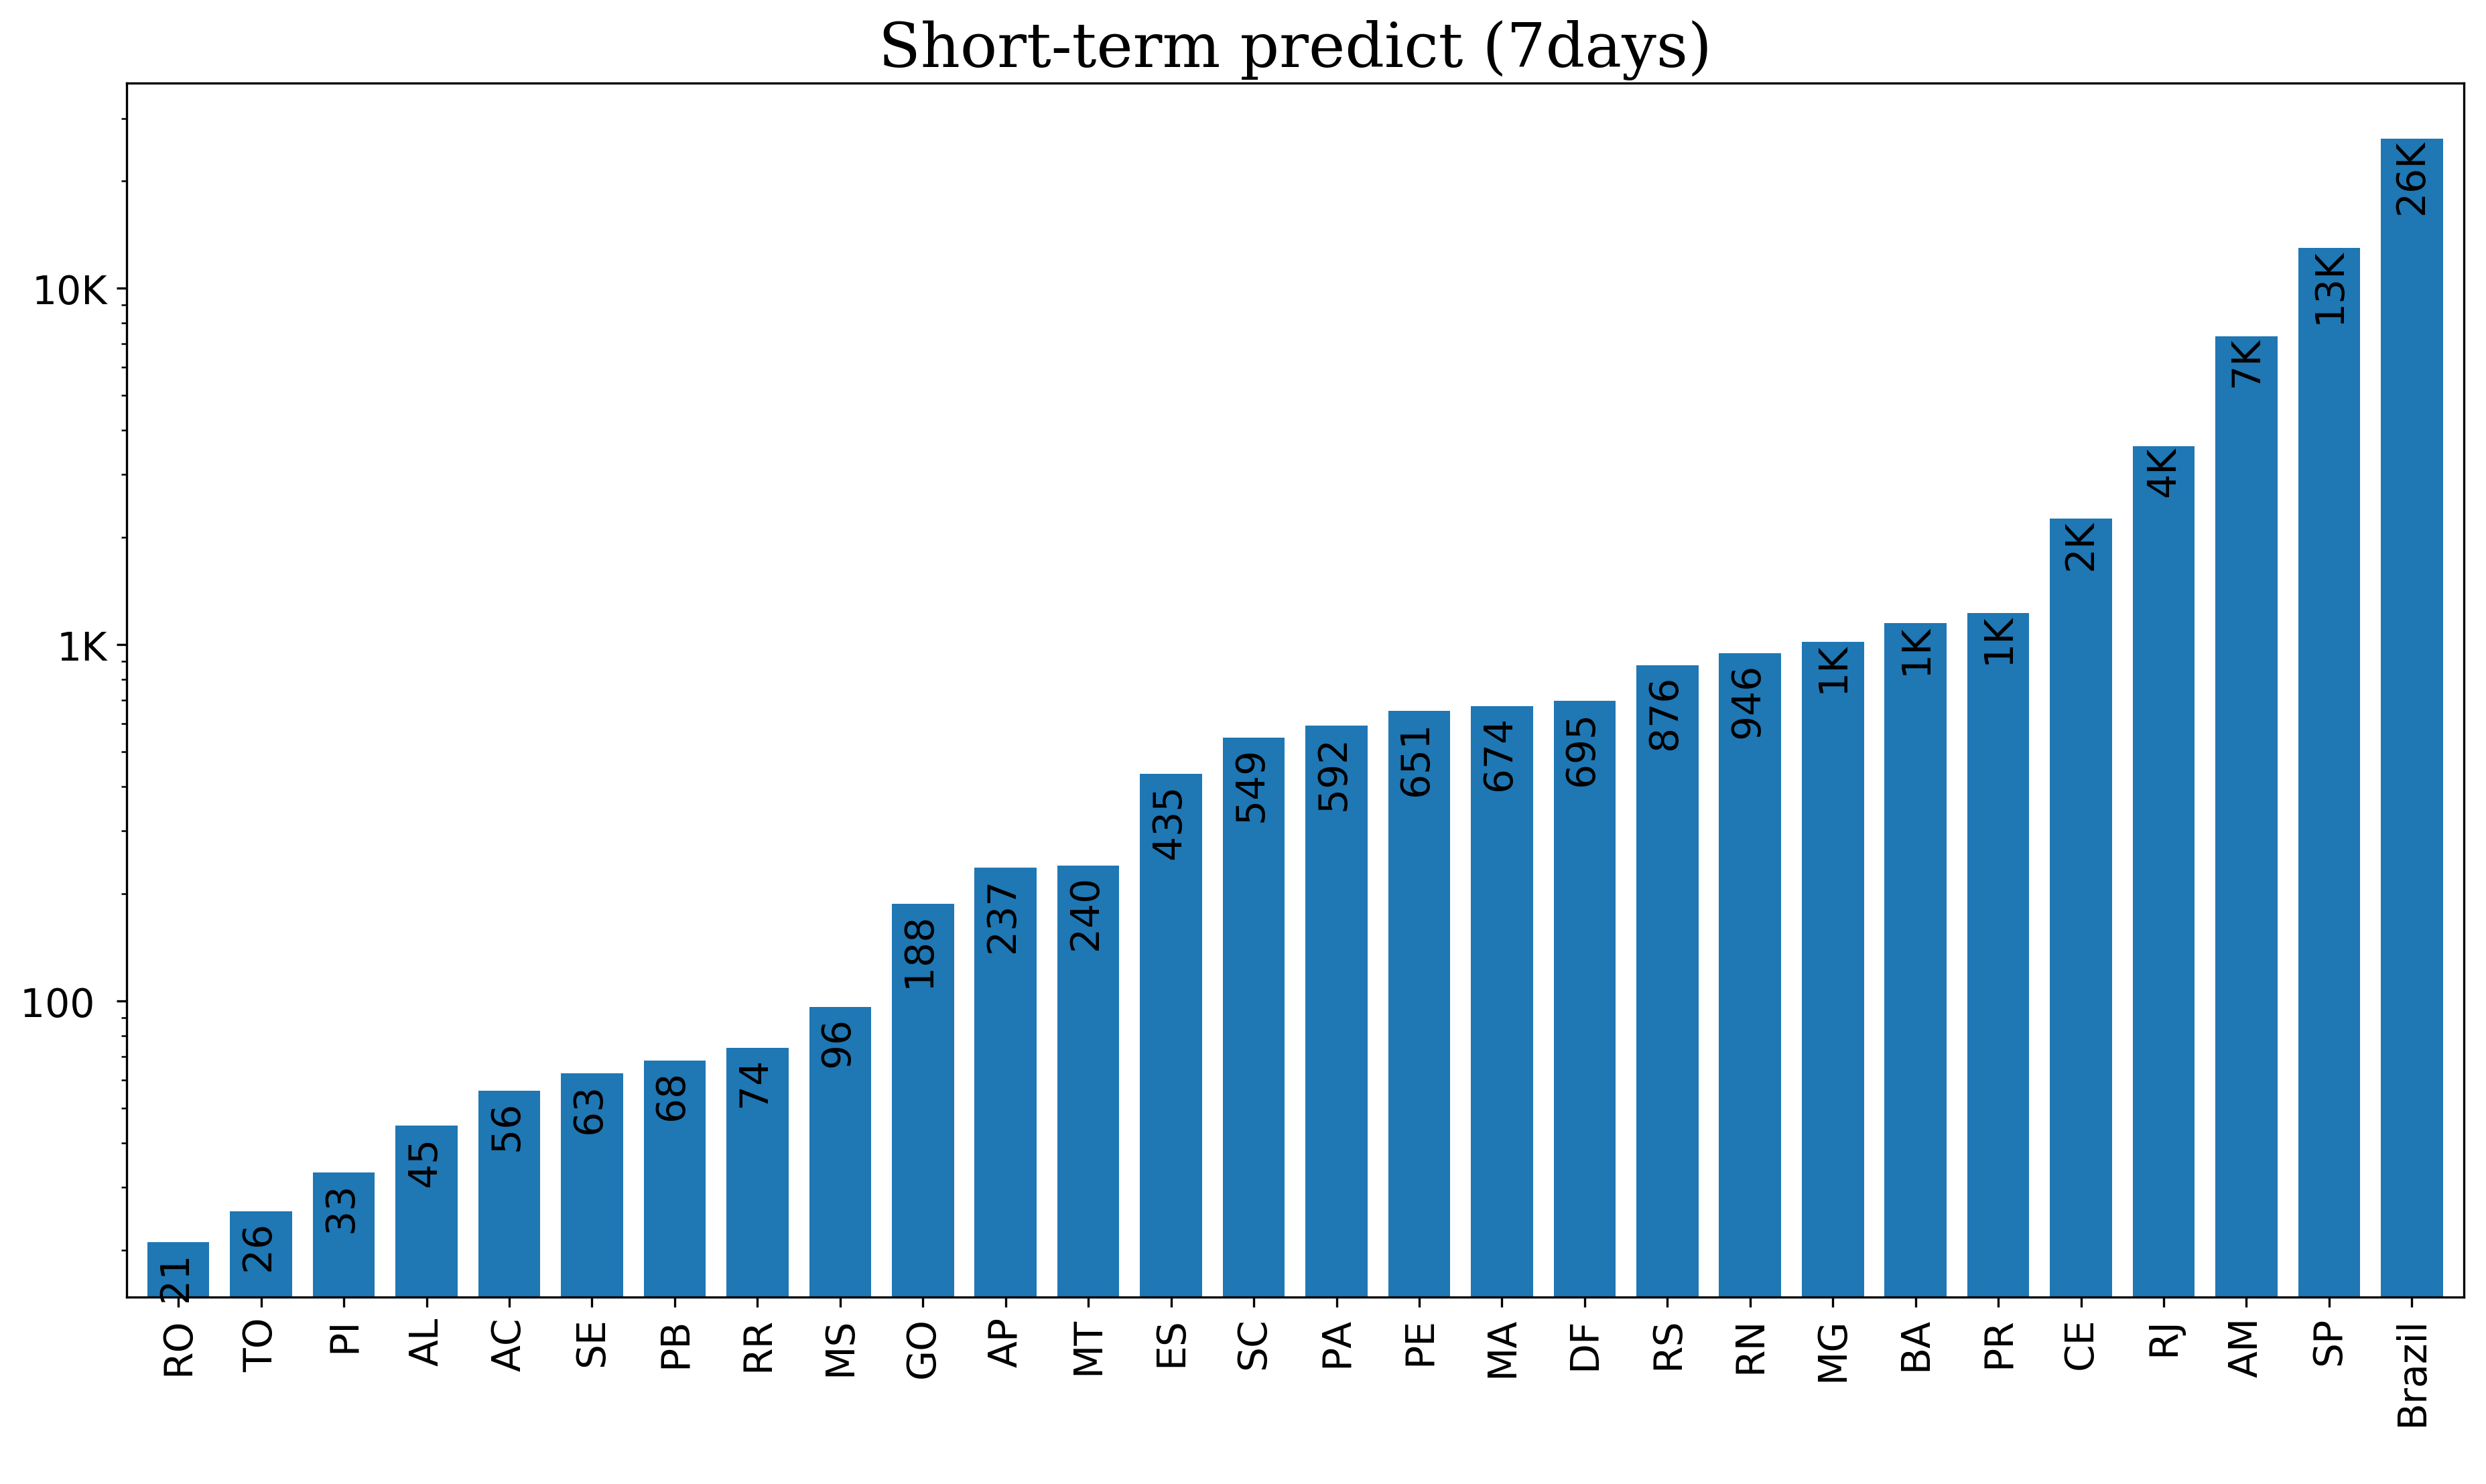 Short-term predict (7days)
10K
1K
100
21
26
33
45
56
63
68
74
96
188
237
240
435
549
592
651
674
695
876
946
1K
1K
1K
2K
4K
7K
13K
26K
RO
TO
PI
AL
AC
SE
PB
RR
MS
GO
AP
MT
ES
SC
PA
PE
MA
DF
RS
RN
MG
BA
PR
CE
RJ
AM
SP
Brazil